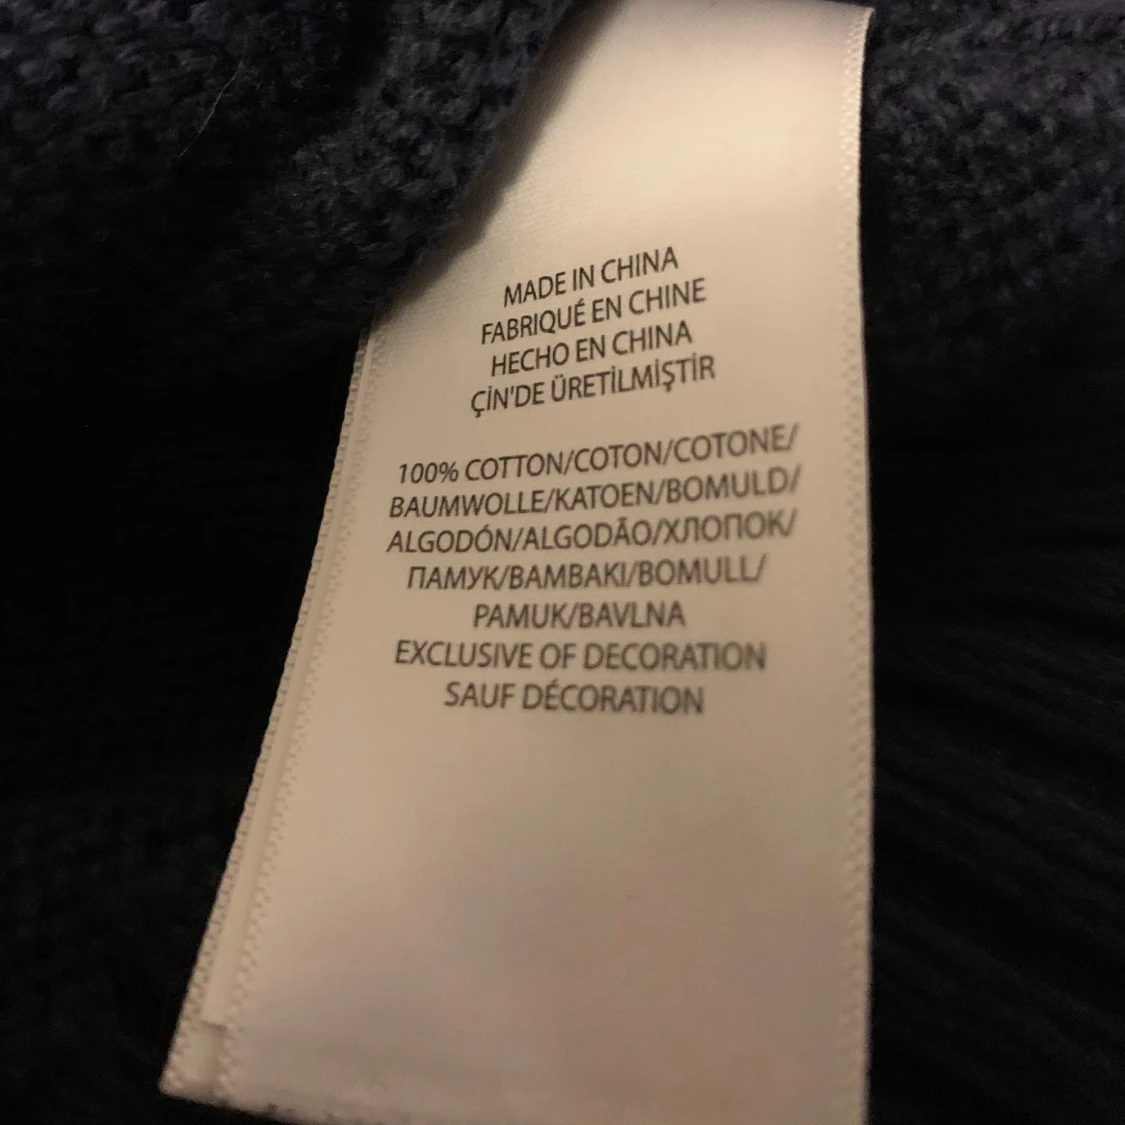 MADE IN CHINA
FABRIQUÉ EN CHINE
HECHO EN CHINA
ÇİN'DE ÜRETİLMİŞTİR
100% COTTON/COTON/COTONE/
BAUMWOLLE/KATOEN/BOMULD/
ALGODÓN/ALGODÃO/ХЛОПОК/
ПАМУК/BAMBAKI/BOMULL/
PAMUK/BAVLNA
EXCLUSIVE OF DECORATION
SAUF DÉCORATION